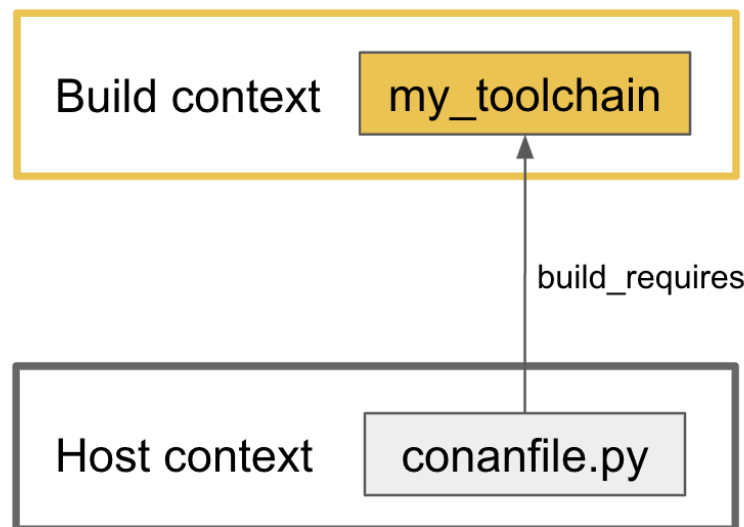 Build context
my_toolchain
build_requires
Host context
conanfile.py